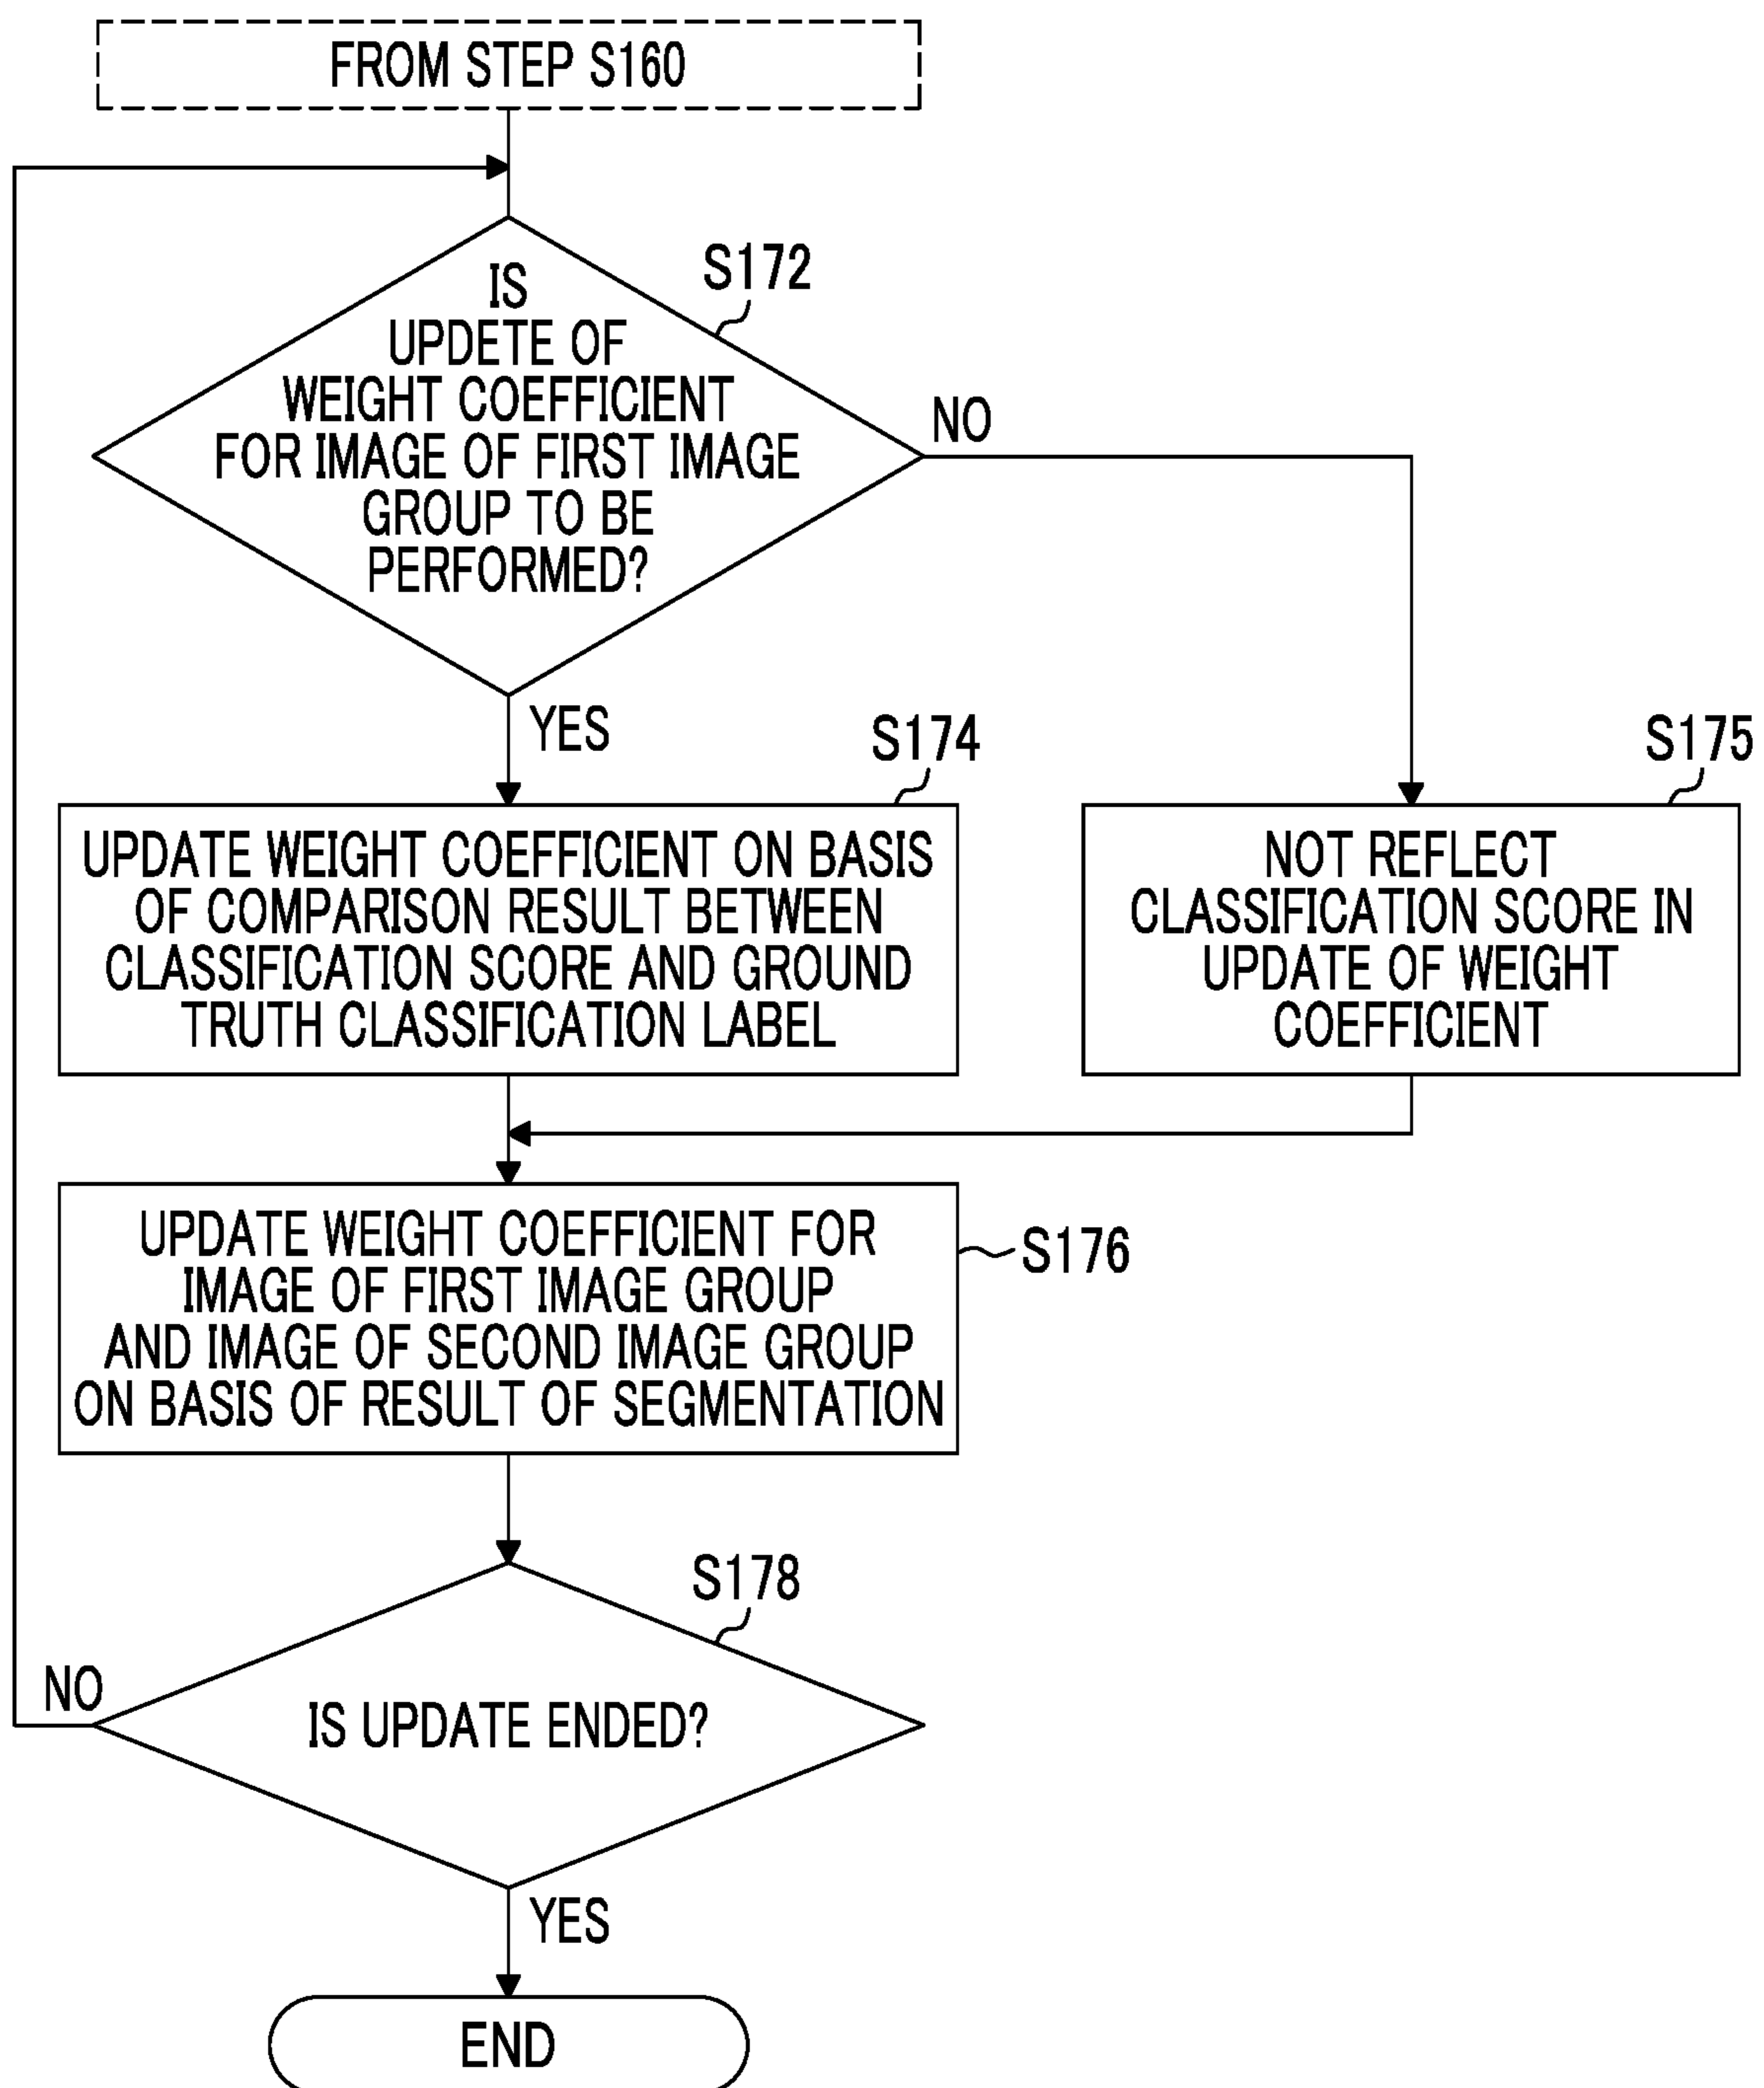 FROM STEP S160
S172
IS
UPDETE OF
WEIGHT COEFFICIENT
FOR IMAGE OF FIRST IMAGE
GROUP TO BE
PERFORMED?
NO
YES
S174
UPDATE WEIGHT COEFFICIENT ON BASIS
OF COMPARISON RESULT BETWEEN
CLASSIFICATION SCORE AND GROUND
TRUTH CLASSIFICATION LABEL
S175
NOT REFLECT
CLASSIFICATION SCORE IN
UPDATE OF WEIGHT
COEFFICIENT
UPDATE WEIGHT COEFFICIENT FOR
IMAGE OF FIRST IMAGE GROUP
AND IMAGE OF SECOND IMAGE GROUP
ON BASIS OF RESULT OF SEGMENTATION
S176
S178
NO
IS UPDATE ENDED?
YES
END